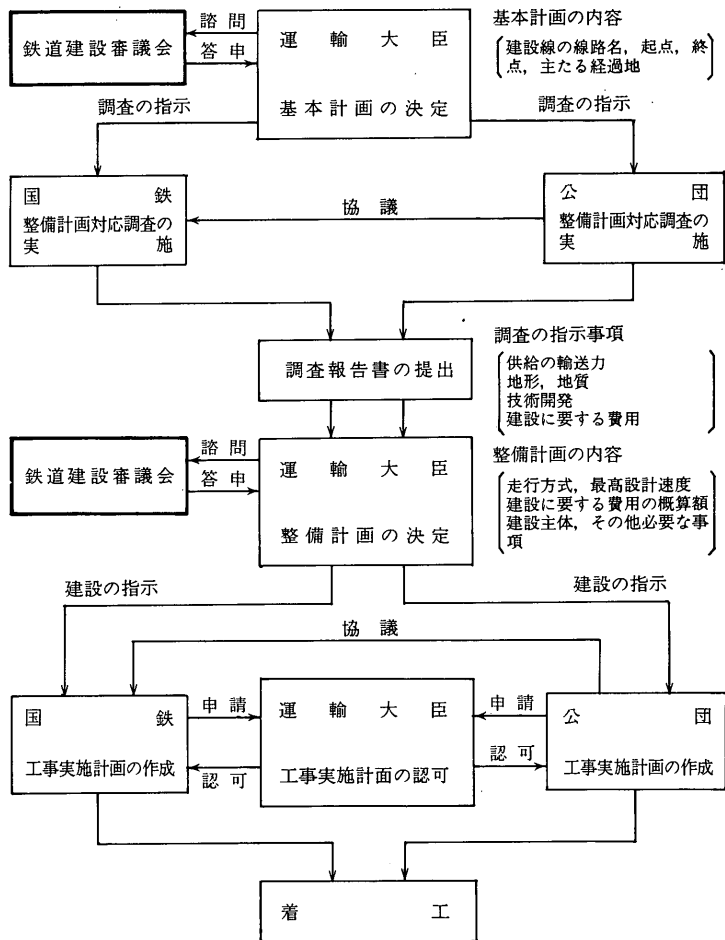 諮問
鉄道建設審議会
答申
運輸大臣
基本計画の決定
基本計画の内容
建設線の線路名，起点，終
点，主たる経過地
調査の指示
調査の指示
国鉄
整備計画対応調査の
実施
協議
公団
整備計画対応調査の
実施
調査報告書の提出
調査の指示事項
供給の輸送力
地形，地質
技術開発
建設に要する費用
諮問
鉄道建設審議会
答申
運輸大臣
整備計画の決定
整備計画の内容
走行方式，最高設計速度
建設に要する費用の概算額
建設主体，その他必要な事
項
建設の指示
建設の指示
協議
国鉄
工事実施計画の作成
申請
認可
運輸大臣
工事実施計面の認可
申請
認可
公団
工事実施計画の作成
着工